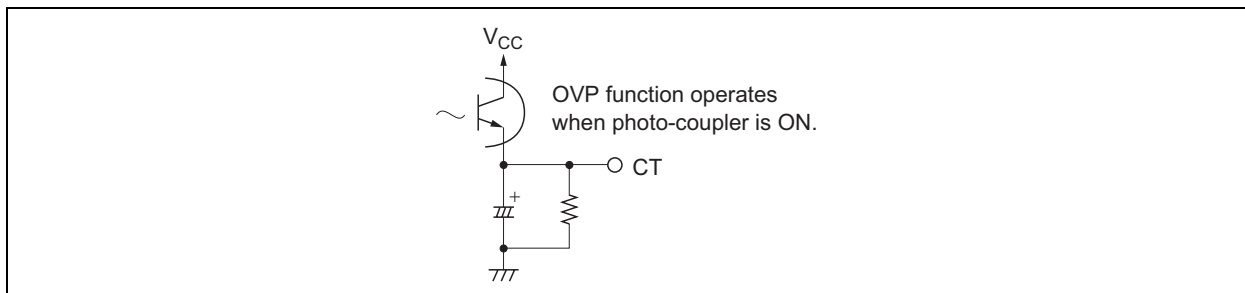 VCC
OVP function operates
when photo-coupler is ON.
CT
+